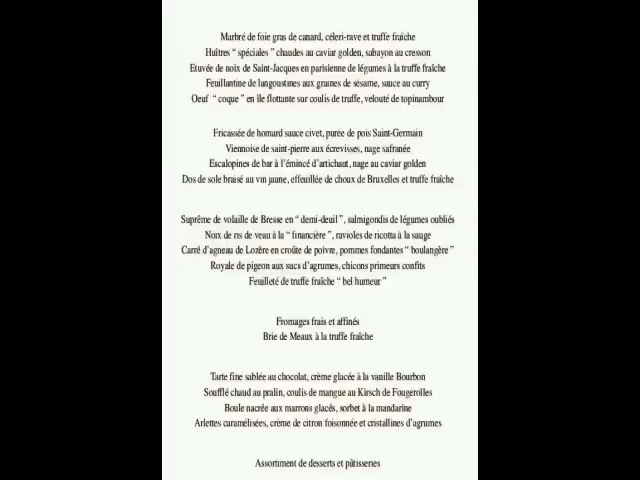 Marbré de foie gras de canard, céleri-rave et truffe fraîche
Huîtres “ spéciales ” chaudes au caviar golden, sabayon au cresson
Etuvée de noix de Saint-Jacques en parisienne de légumes à la truffe fraîche
Feuillantine de langoustines aux graines de sésame, sauce au curry
Oeuf “ coque ” en île flottante sur coulis de truffe, velouté de topinambour
Fricassée de homard sauce civet, purée de pois Saint-Germain
Viennoise de saint-pierre aux écrevisses, nage safranée
Escalopines de bar à l’émincé d’artichaut, nage au caviar golden
Dos de sole braisé au vin jaune, effeuillée de choux de Bruxelles et truffe fraîche
Suprême de volaille de Bresse en “ demi-deuil ”, salmigondis de légumes oubliés
Noix de ris de veau à la “ financière ”, ravioles de ricotta à la sauge
Carré d’agneau de Lozère en croûte de poivre, pommes fondantes “ boulangère ”
Royale de pigeon aux sucs d’agrumes, chicons primeurs confits
Feuilleté de truffe fraîche “ bel humeur ”
Fromages frais et affinés
Brie de Meaux à la truffe fraîche
Tarte fine sablée au chocolat, crème glacée à la vanille Bourbon
Soufflé chaud au pralin, coulis de mangue au Kirsch de Fougerolles
Boule nacrée aux marrons glacés, sorbet à la mandarine
Arlettes caramélisées, crème de citron foisonnée et cristallines d’agrumes
Assortiment de desserts et pâtisseries